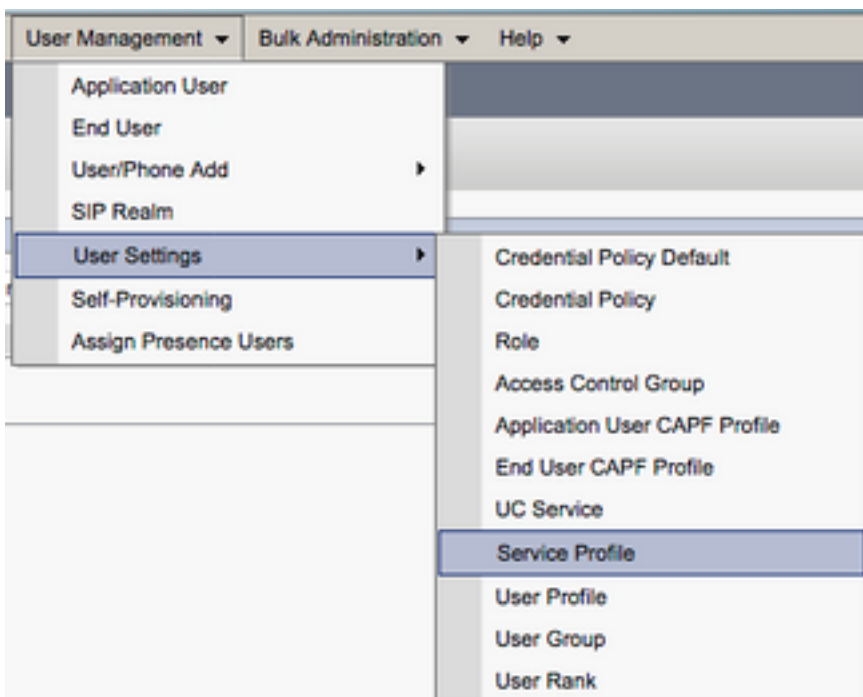 User Management Bulk Administration Help
Application User
End User
User/Phone Add
SIP Realm
User Settings
Self-Provisioning
Assign Presence Users
Credential Policy Default
Credential Policy
Role
Access Control Group
Application User CAPF Profile
End User CAPF Profile
UC Service
Service Profile
User Profile
User Group
User Rank